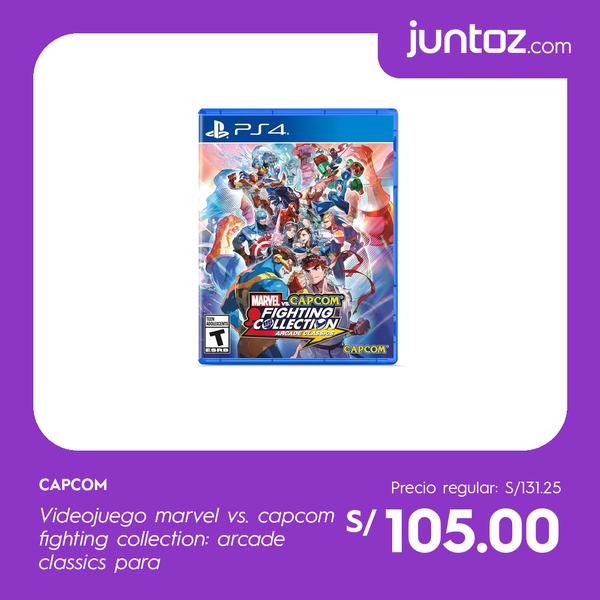 juntoz.com
PS4
MARVEL VS. CAPCOM
FIGHTING
COLLECTION
ARCADE CLASSICS
TEEN
ADOLESCENTES
T
ESRB
CAPCOM
CAPCOM
Precio regular: S/131.25
Videojuego marvel vs. capcom
fighting collection: arcade
classics para
S/ 105.00